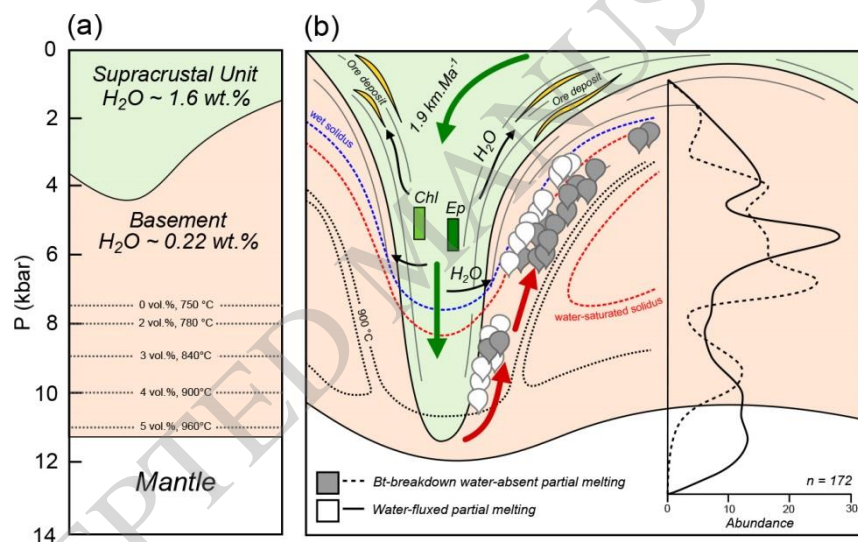 (a)
(b)
P (kbar)
0
2
4
6
8
10
12
14
Supracrustal Unit
H₂O ~ 1.6 wt.%
Basement
H₂O ~ 0.22 wt.%
0 vol.%, 750 °C
2 vol.%, 780 °C
3 vol.%, 840°C
4 vol.%, 900°C
5 vol.%, 960°C
Mantle
Ore deposit
1.9 km.Ma⁻¹
Ore deposit
wet solidus
H₂O
Chl
Ep
H₂O
900 °C
water-saturated solidus
Bt-breakdown water-absent partial melting
Water-fluxed partial melting
n = 172
0
10
20
30
Abundance
EPTED MANUS